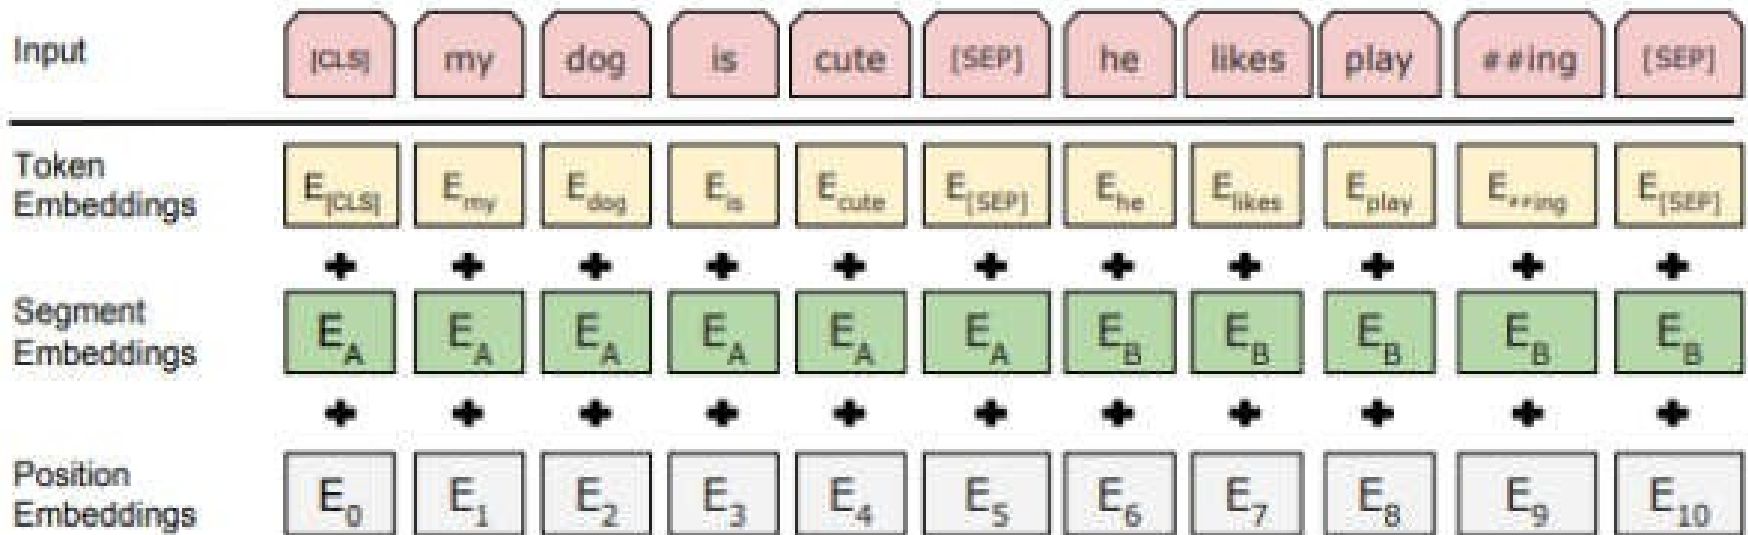 Input [CLS] my dog is cute [SEP] he likes play ##ing [SEP]
Token
Embeddings E[CLS] Emy Edog Eis Ecute E[SEP] Ehe Elikes Eplay E##ing E[SEP]
+ + + + + + + + + + +
Segment
Embeddings EA EA EA EA EA EA EB EB EB EB EB
+ + + + + + + + + + +
Position
Embeddings E0 E1 E2 E3 E4 E5 E6 E7 E8 E9 E10